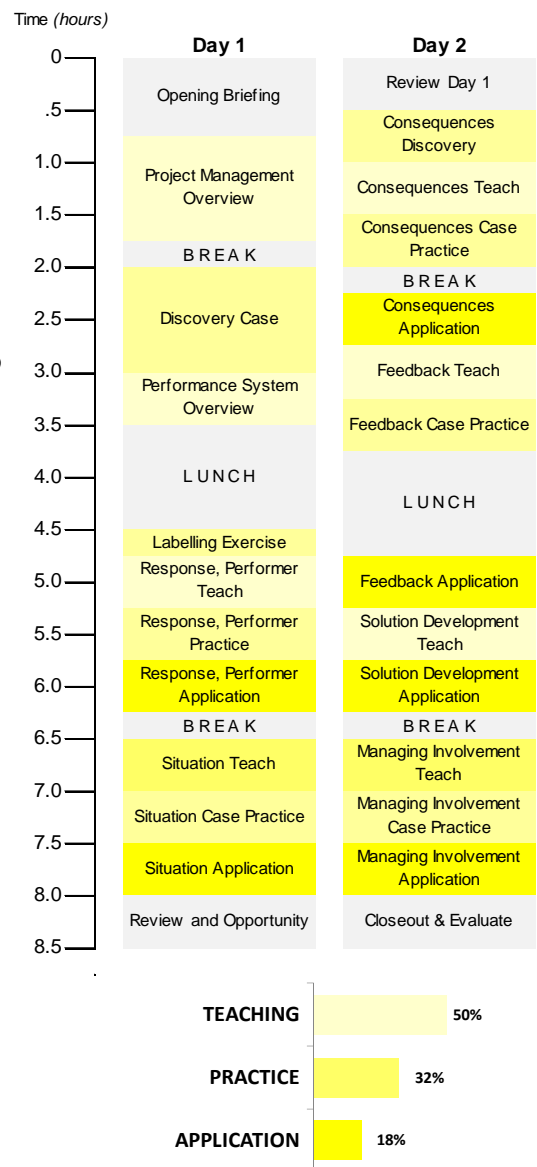 Time (hours)
Day 1
Day 2
0
.5
1.0
1.5
2.0
2.5
3.0
3.5
4.0
4.5
5.0
5.5
6.0
6.5
7.0
7.5
8.0
8.5
Opening Briefing
Project Management
Overview
BREAK
Discovery Case
Performance System
Overview
LUNCH
Labelling Exercise
Response, Performer
Teach
Response, Performer
Practice
Response, Performer
Application
BREAK
Situation Teach
Situation Case Practice
Situation Application
Review and Opportunity
Review Day 1
Consequences
Discovery
Consequences Teach
Consequences Case
Practice
BREAK
Consequences
Application
Feedback Teach
Feedback Case Practice
LUNCH
Feedback Application
Solution Development
Teach
Solution Development
Application
BREAK
Managing Involvement
Teach
Managing Involvement
Case Practice
Managing Involvement
Application
Closeout & Evaluate
TEACHING 50%
PRACTICE 32%
APPLICATION 18%